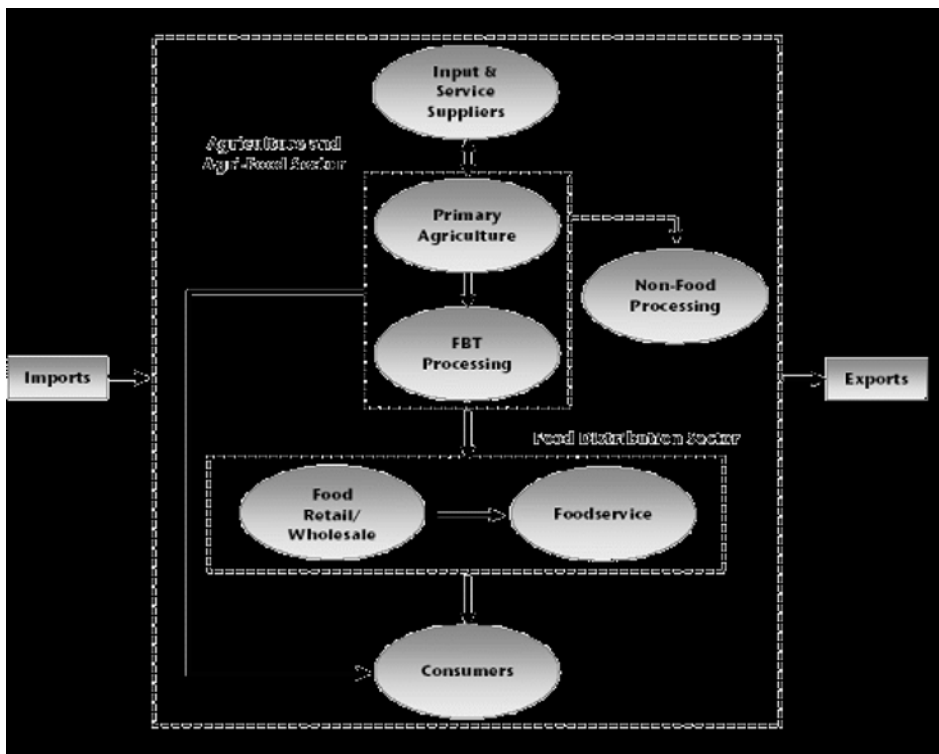 Input &
Service
Suppliers
Agriculture and
Agri-Food Sector
Primary
Agriculture
Non-Food
Processing
FBT
Processing
Imports
Exports
Food Distribution Sector
Food
Retail/
Wholesale
Foodservice
Consumers